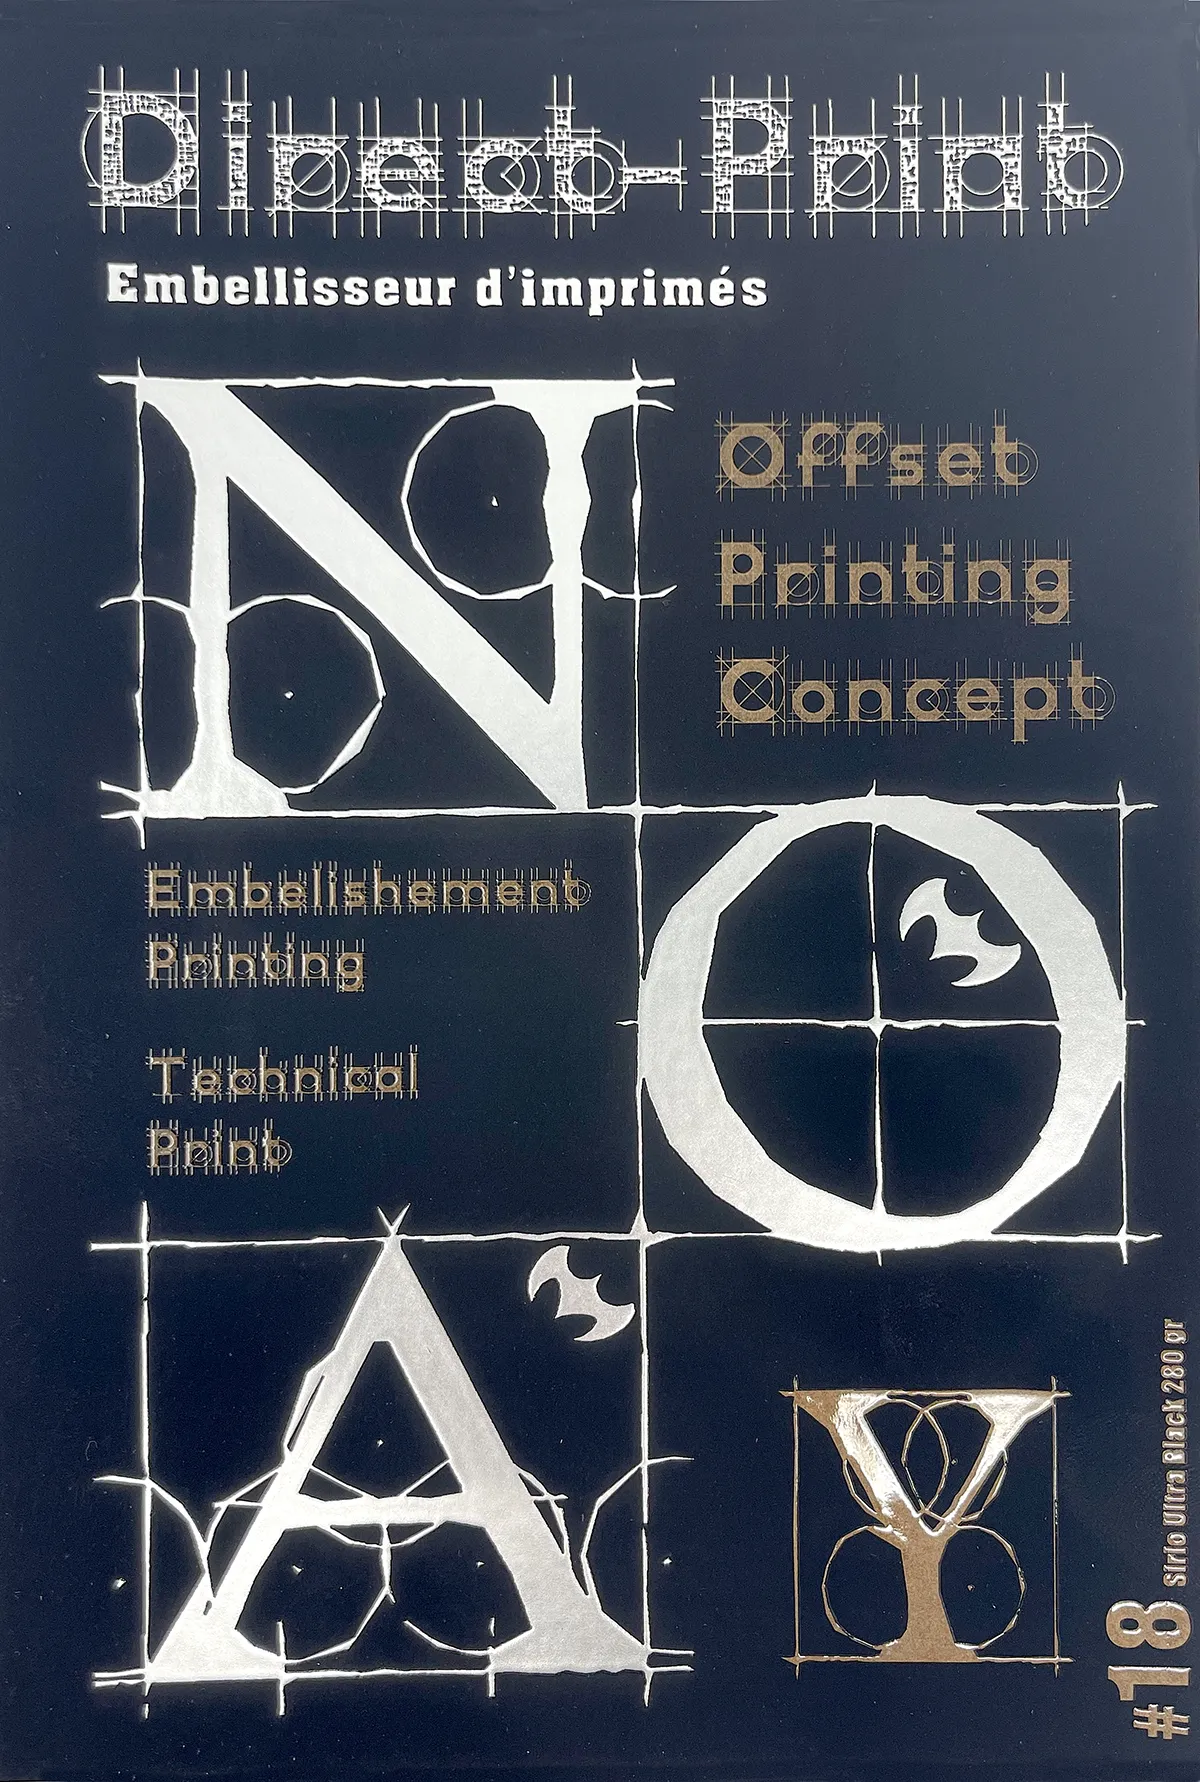 Direct-Print
Embellisseur d'imprimés
N
Offset
Printing
Concept
O
Embelishement
Printing
Technical
Print
A
Y
#18 Sirio Ultra Black 280 gr